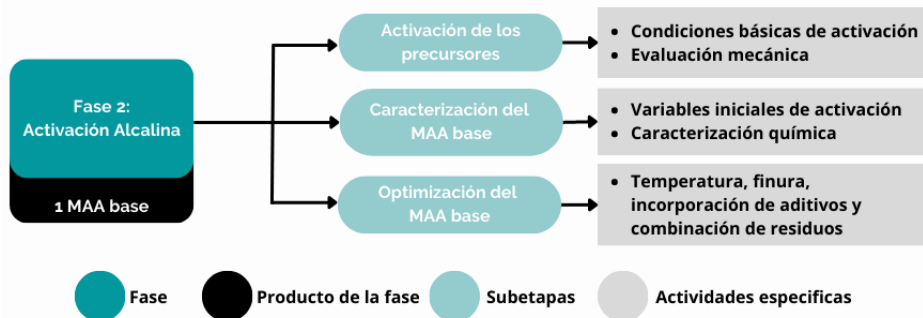 Fase 2:
Activación Alcalina
1 MAA base
Activación de los
precursores
• Condiciones básicas de activación
• Evaluación mecánica
Caracterización del
MAA base
• Variables iniciales de activación
• Caracterización química
Optimización del
MAA base
• Temperatura, finura,
incorporación de aditivos y
combinación de residuos
Fase
Producto de la fase
Subetapas
Actividades especificas